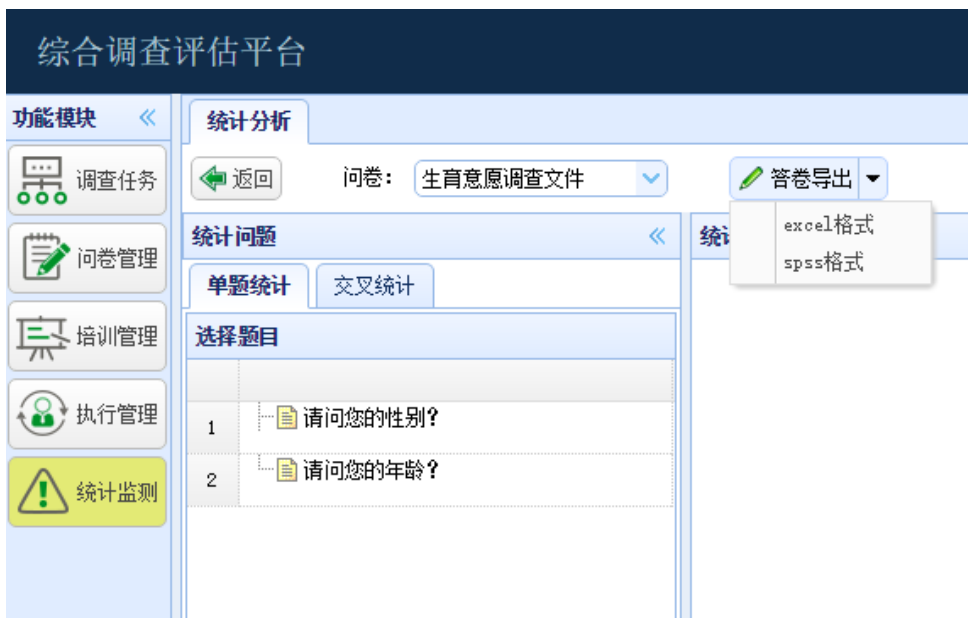 综合调查评估平台
功能模块
统计分析
调查任务
返回
问卷：
生育意愿调查文件
答卷导出
excel格式
spss格式
问卷管理
统计问题
统
单题统计
交叉统计
培训管理
选择题目
执行管理
1
请问您的性别?
2
请问您的年龄?
统计监测